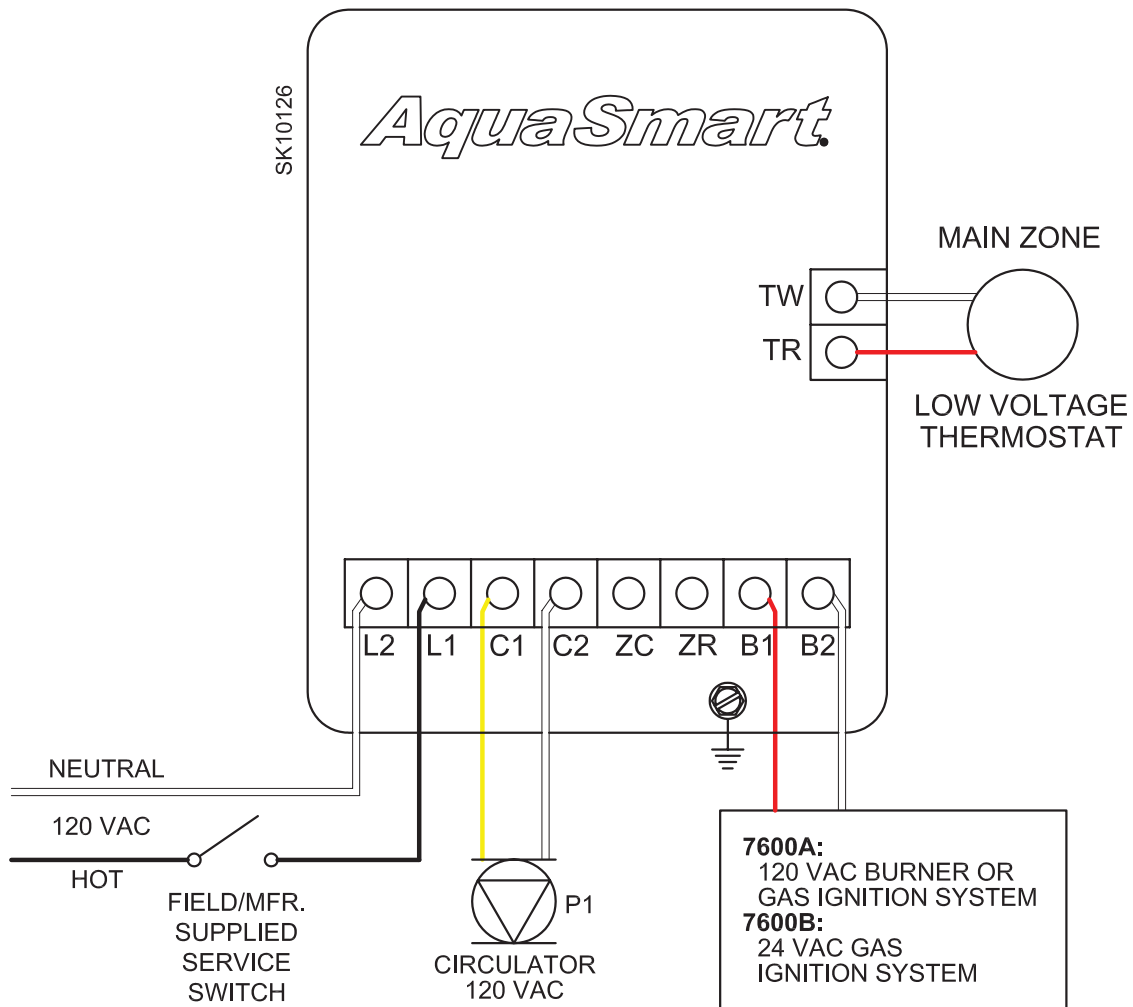 SK10126
AquaSmart
MAIN ZONE
TW
TR
LOW VOLTAGE
THERMOSTAT
L2 L1 C1 C2 ZC ZR B1 B2
NEUTRAL
120 VAC
HOT
FIELD/MFR.
SUPPLIED
SERVICE
SWITCH
P1
CIRCULATOR
120 VAC
7600A:
120 VAC BURNER OR
GAS IGNITION SYSTEM
7600B:
24 VAC GAS
IGNITION SYSTEM